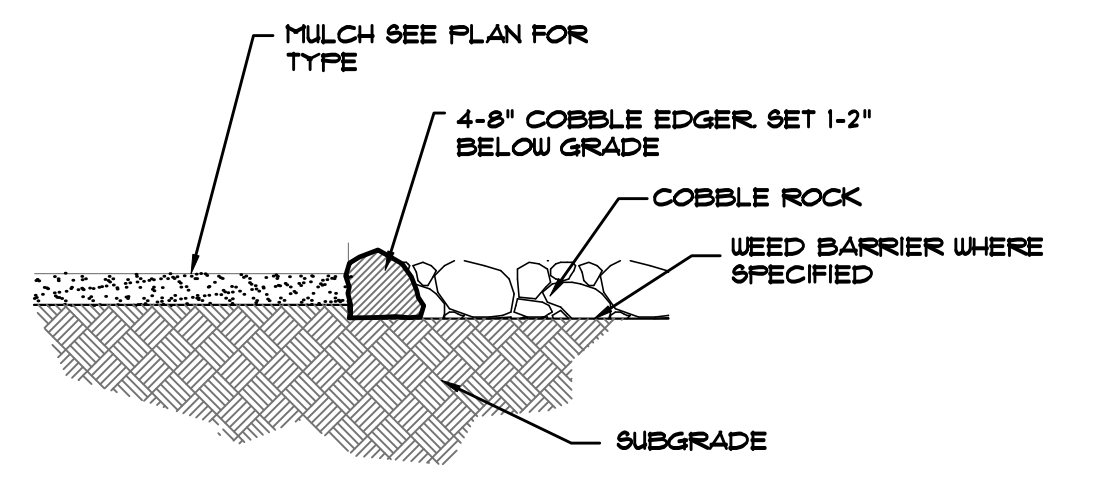 MULCH SEE PLAN FOR
TYPE
4-8" COBBLE EDGER. SET 1-2"
BELOW GRADE
COBBLE ROCK
WEED BARRIER WHERE
SPECIFIED
SUBGRADE